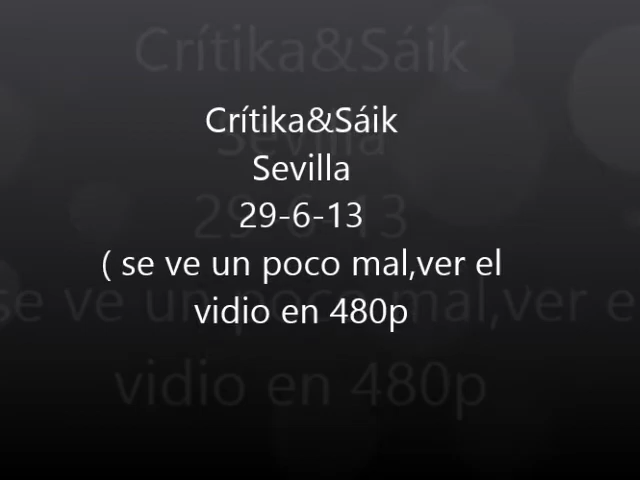 Crítika&Sáik
Sevilla
29-6-13
( se ve un poco mal,ver el
vidio en 480p